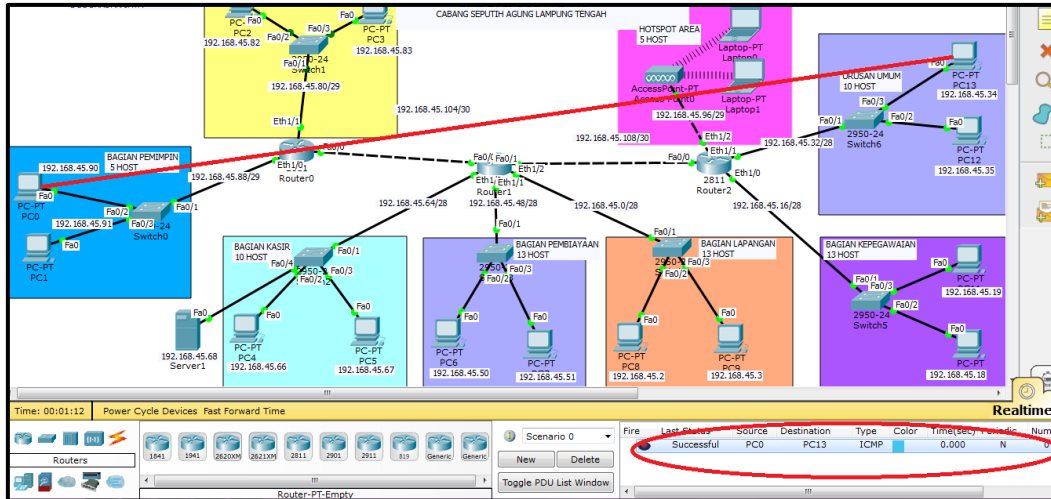 CABANG SEPUTIH AGUNG LAMPUNG TENGAH
Fa0
Fa0
PC2
192.168.45.82
Fa0/2
Fa0/3
PC-PT
PC3
192.168.45.83
2950-24
Switch1
Fa0/1
192.168.45.80/29
192.168.45.104/30
Eth1/1
Fa0/0
Eth1/0
Router0
HOTSPOT AREA
5 HOST
Laptop-PT
Laptop0
AccessPoint-PT
Laptop-PT
Laptop1
192.168.45.96/29
192.168.45.108/30
Eth1/2
Eth1/1
Fa0/0
Eth1/0
2811
Router2
192.168.45.32/28
192.168.45.16/28
URUSAN UMUM
10 HOST
Fa0
PC-PT
PC13
192.168.45.34
Fa0/3
Fa0/1
Fa0/2
Fa0
2950-24
Switch6
PC-PT
PC12
192.168.45.35
BAGIAN PEMIMPIN
5 HOST
192.168.45.90
192.168.45.88/29
Fa0
PC-PT
PC0
Fa0/2
Fa0/1
192.168.45.91
Fa0/3
Switch0
Fa0
PC-PT
PC1
Fa0/1
Eth1/2
Eth1/1
Router1
192.168.45.64/28
192.168.45.48/28
192.168.45.0/28
BAGIAN KASIR
10 HOST
Fa0/4
Fa0/3
Fa0/2
Fa0
Fa0
Fa0
192.168.45.68
Server1
PC-PT
PC4
192.168.45.66
PC-PT
PC5
192.168.45.67
Fa0/1
BAGIAN PEMBIAYAAN
13 HOST
Fa0/3
Fa0/2
Fa0
Fa0
PC-PT
PC6
192.168.45.50
PC-PT
192.168.45.51
Fa0/1
BAGIAN LAPANGAN
13 HOST
Fa0/3
Fa0/2
Fa0
Fa0
PC-PT
PC8
192.168.45.2
PC-PT
PC9
192.168.45.3
BAGIAN KEPEGAWAIAN
13 HOST
Fa0/1
Fa0/3
Fa0/2
Fa0
PC-PT
192.168.45.19
2950-24
Switch5
Fa0
PC-PT
192.168.45.18
Time: 00:01:12 Power Cycle Devices Fast Forward Time
Realtime
Routers
1841 1941 2620XM 2621XM 2811 2901 2911 819 Generic Generic
Router-PT-Empty
Scenario 0
New Delete
Toggle PDU List Window
Fire Last Status Source Destination Type Color Time(sec) Periodic Num
Successful PC0 PC13 ICMP 0.000 N 0